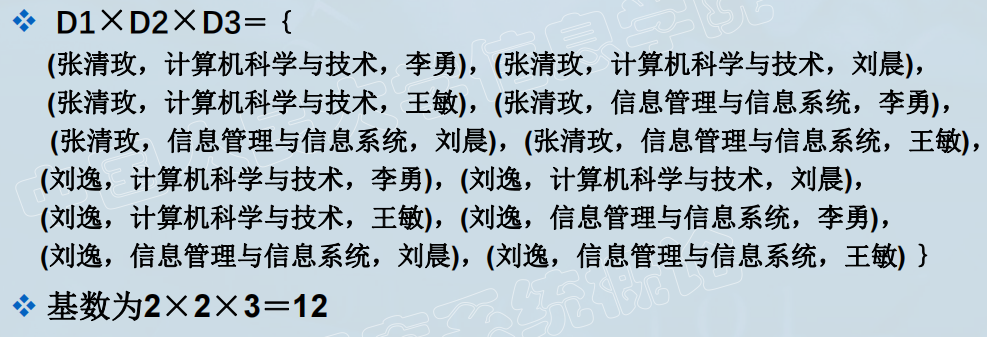 D1×D2×D3＝｛
(张清玫，计算机科学与技术，李勇)，(张清玫，计算机科学与技术，刘晨)，
(张清玫，计算机科学与技术，王敏)，(张清玫，信息管理与信息系统，李勇)，
(张清玫，信息管理与信息系统，刘晨)，(张清玫，信息管理与信息系统，王敏)，
(刘逸，计算机科学与技术，李勇)，(刘逸，计算机科学与技术，刘晨)，
(刘逸，计算机科学与技术，王敏)，(刘逸，信息管理与信息系统，李勇)，
(刘逸，信息管理与信息系统，刘晨)，(刘逸，信息管理与信息系统，王敏) ｝
基数为2×2×3＝12